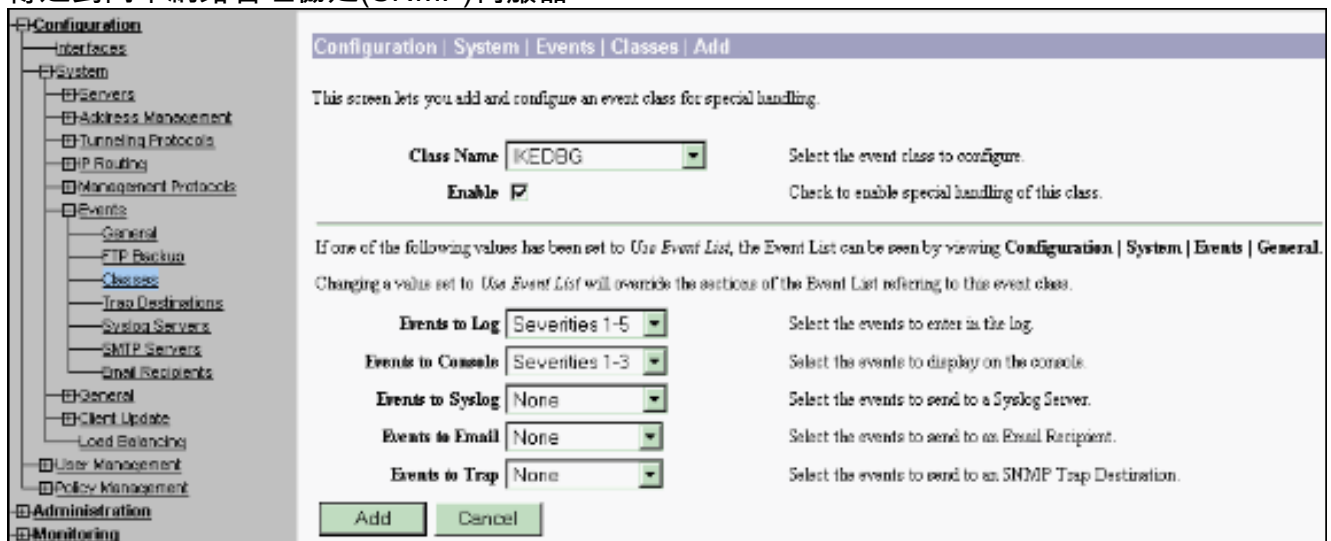 (SNMP)
Configuration
Interfaces
System
Servers
Address Management
Tunneling Protocols
IP Routing
Management Protocols
Events
General
FTP Backup
Classes
Trap Destinations
Syslog Servers
SMTP Servers
Email Recipients
General
Client Update
Load Balancing
User Management
Policy Management
Administration
Monitoring
Configuration | System | Events | Classes | Add
This screen lets you add and configure an event class for special handling.
Class Name IKEDBG Select the event class to configure.
Enable Check to enable special handling of this class.
If one of the following values has been set to Use Event List, the Event List can be seen by viewing Configuration | System | Events | General.
Changing a value set to Use Event List will override the sections of the Event List referring to this event class.
Events to Log Severities 1-5 Select the events to enter in the log.
Events to Console Severities 1-3 Select the events to display on the console.
Events to Syslog None Select the events to send to a Syslog Server.
Events to Email None Select the events to send to an Email Recipient.
Events to Trap None Select the events to send to an SNMP Trap Destination.
Add Cancel